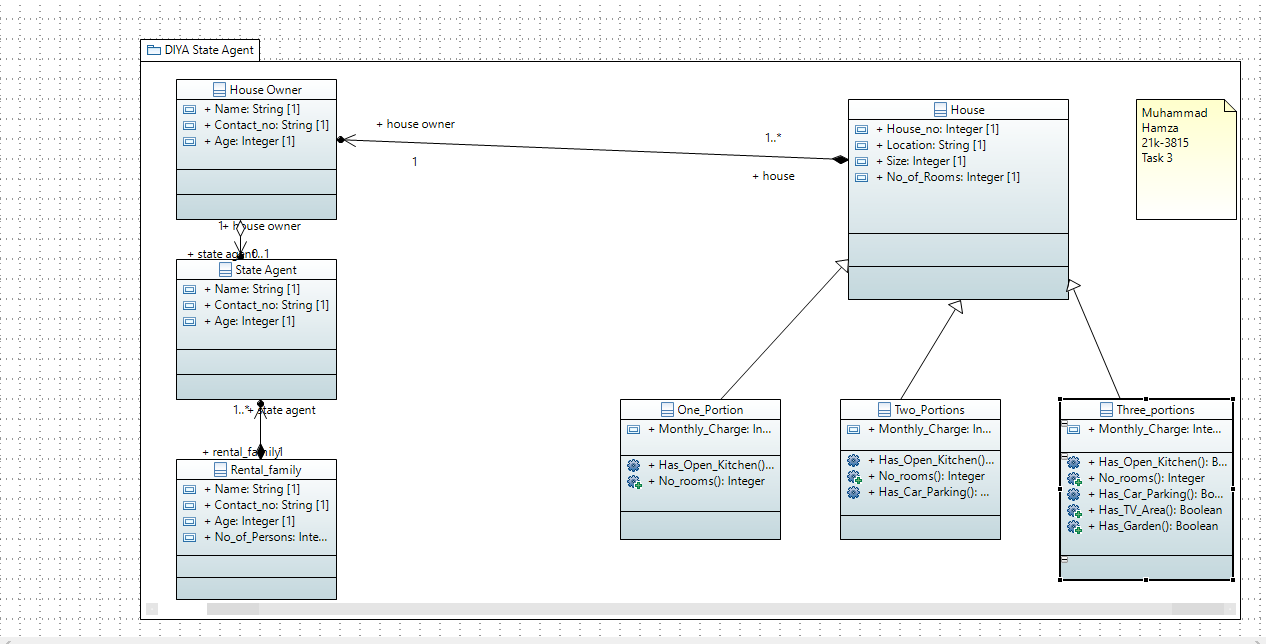 DIYA State Agent
House Owner
+ Name: String [1]
+ Contact_no: String [1]
+ Age: Integer [1]
+ house owner
1
1..*
+ house
House
+ House_no: Integer [1]
+ Location: String [1]
+ Size: Integer [1]
+ No_of_Rooms: Integer [1]
Muhammad
Hamza
21k-3815
Task 3
1 + house owner
+ state agent 0..1
State Agent
+ Name: String [1]
+ Contact_no: String [1]
+ Age: Integer [1]
1..* + state agent
+ rental_family 1
Rental_family
+ Name: String [1]
+ Contact_no: String [1]
+ Age: Integer [1]
+ No_of_Persons: Inte...
One_Portion
+ Monthly_Charge: In...
+ Has_Open_Kitchen()...
+ No_rooms(): Integer
Two_Portions
+ Monthly_Charge: In...
+ Has_Open_Kitchen()...
+ No_rooms(): Integer
+ Has_Car_Parking(): ...
Three_portions
+ Monthly_Charge: Inte...
+ Has_Open_Kitchen(): B...
+ No_rooms(): Integer
+ Has_Car_Parking(): Bo...
+ Has_TV_Area(): Boolean
+ Has_Garden(): Boolean